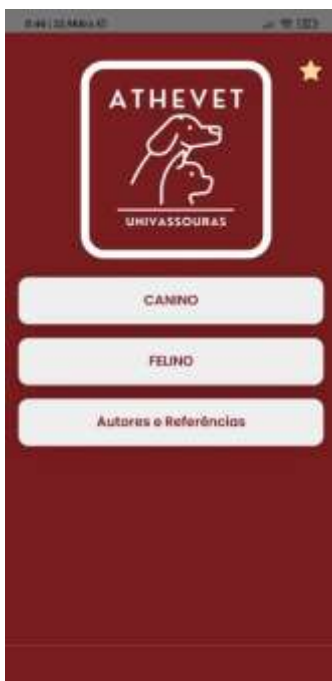 ATHEVET
UNIVASSOURAS
CANINO
FELINO
Autores e Referências